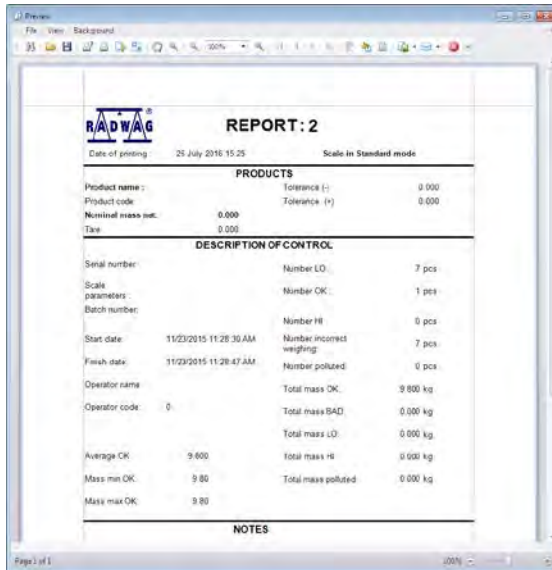 Preview
File View Background
100%
RADWAG ®
REPORT: 2
Date of printing 26 July 2016 15:25 Scale in Standard mode
PRODUCTS
Product name : Tolerance (-) 0.000
Product code Tolerance (+) 0.000
Nominal mass net. 0.000
Tare 0.000
DESCRIPTION OF CONTROL
Serial number: Number LO : 7 pcs
Scale parameters : Number OK : 1 pcs
Batch number:
Number HI 0 pcs
Start date: 11/23/2015 11:28:30 AM Number incorrect weighing: 7 pcs
Finish data: 11/23/2015 11:28:47 AM Number polluted: 0 pcs
Operator name Total mass OK: 9.800 kg
Operator code: 0 Total mass BAD: 0.000 kg
Total mass LO: 0.000 kg
Average OK 9.800 Total mass HI 0.000 kg
Mass min OK: 9.80 Total mass polluted: 0.000 kg
Mass max OK: 9.80
NOTES
Page 1 of 1 100%